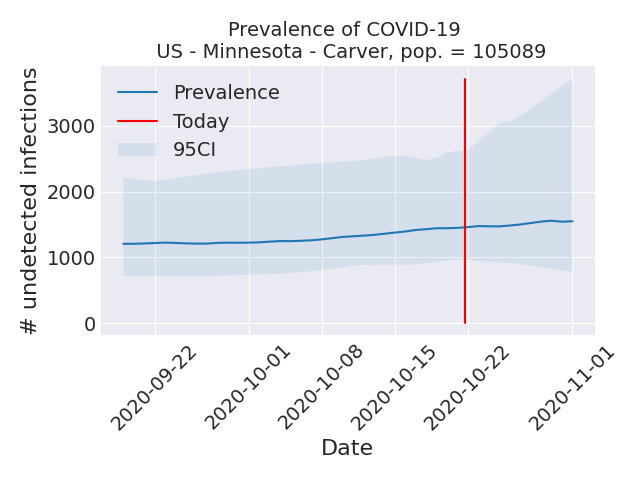 Prevalence of COVID-19
US - Minnesota - Carver, pop. = 105089
Prevalence
Today
95CI
# undetected infections
3000
2000
1000
0
2020-09-22
2020-10-01
2020-10-08
2020-10-15
2020-10-22
2020-11-01
Date